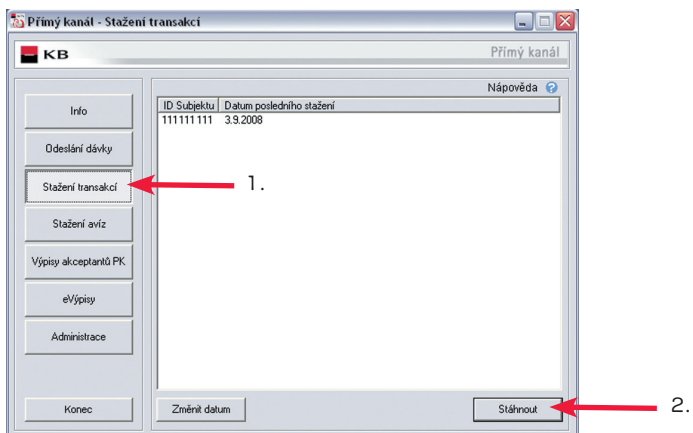 Přímý kanál - Stažení transakcí
KB
Přímý kanál
Nápověda
Info
Odeslání dávky
Stažení transakcí
Stažení avíz
Výpisy akceptantů PK
eVýpisy
Administrace
Konec
ID Subjektu Datum posledního stažení
111111111 3.9.2008
Změnit datum
Stáhnout
1.
2.